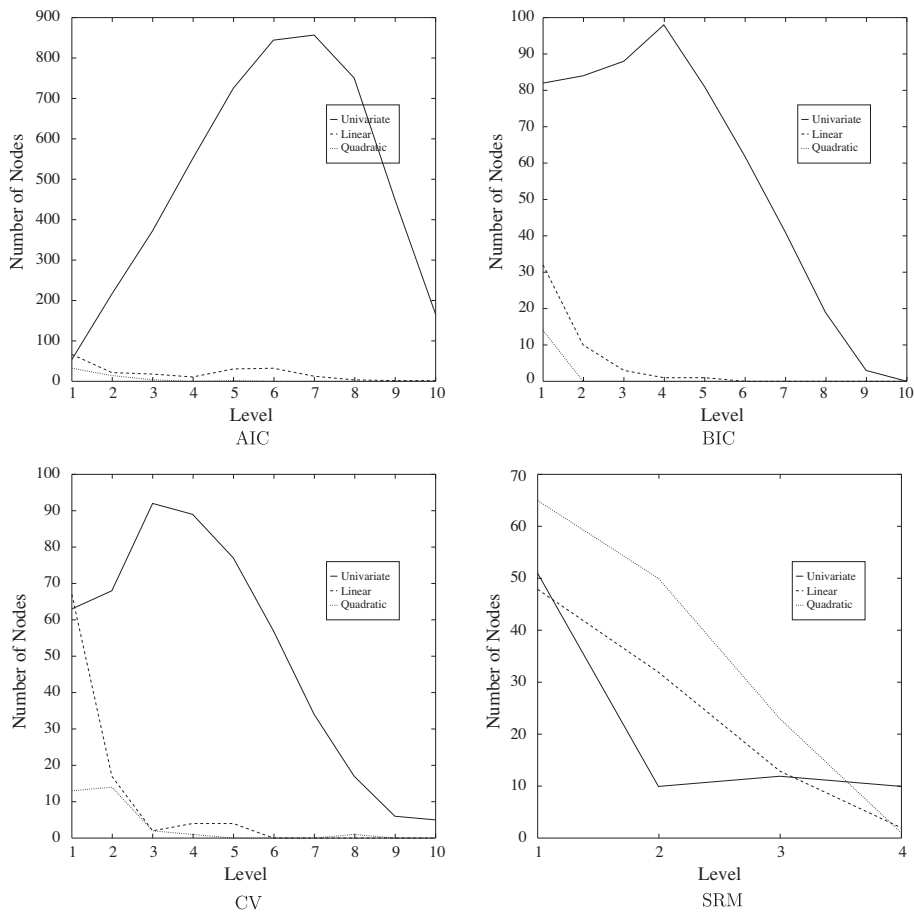 900
800
700
600
500
400
300
200
100
0
Number of Nodes
Univariate
Linear
Quadratic
1 2 3 4 5 6 7 8 9 10
Level
AIC
100
90
80
70
60
50
40
30
20
10
0
Number of Nodes
Univariate
Linear
Quadratic
1 2 3 4 5 6 7 8 9 10
Level
BIC
100
90
80
70
60
50
40
30
20
10
0
Number of Nodes
Univariate
Linear
Quadratic
1 2 3 4 5 6 7 8 9 10
Level
CV
70
60
50
40
30
20
10
0
Number of Nodes
Univariate
Linear
Quadratic
1 2 3 4
Level
SRM